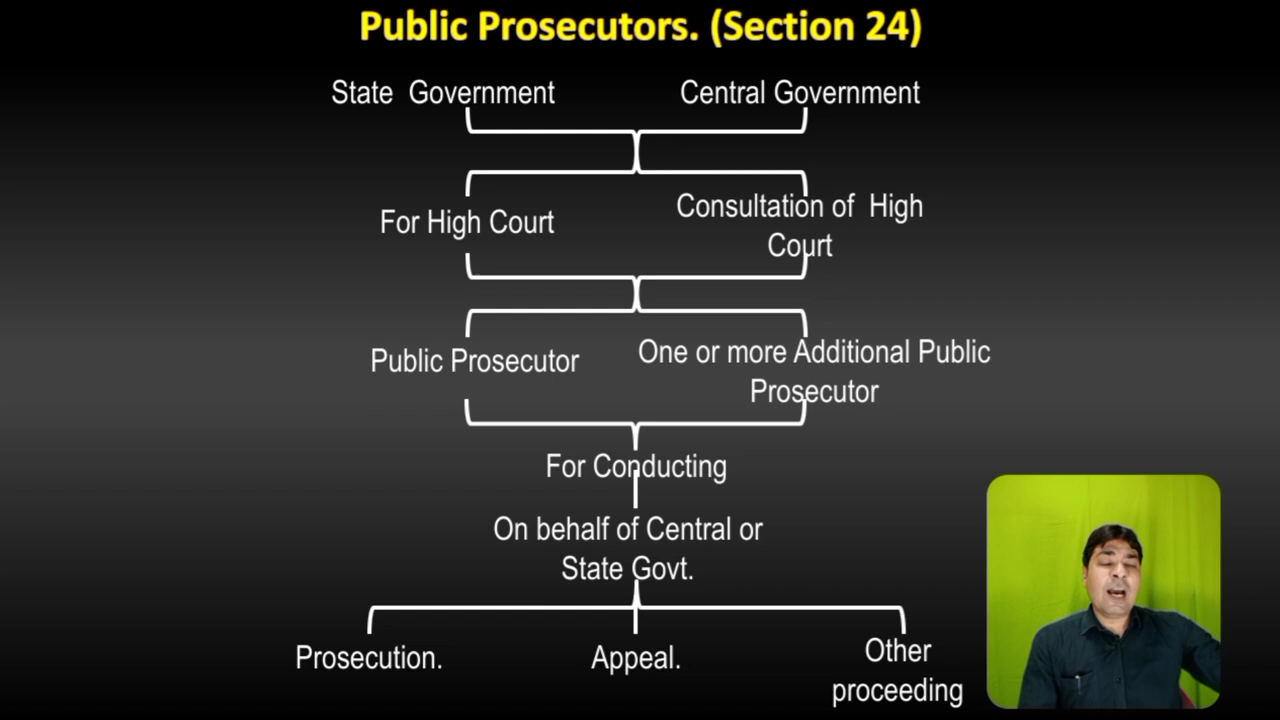 Public Prosecutors. (Section 24)
State Government
Central Government
For High Court
Consultation of High
Court
Public Prosecutor
One or more Additional Public
Prosecutor
For Conducting
On behalf of Central or
State Govt.
Prosecution.
Appeal.
Other
proceeding